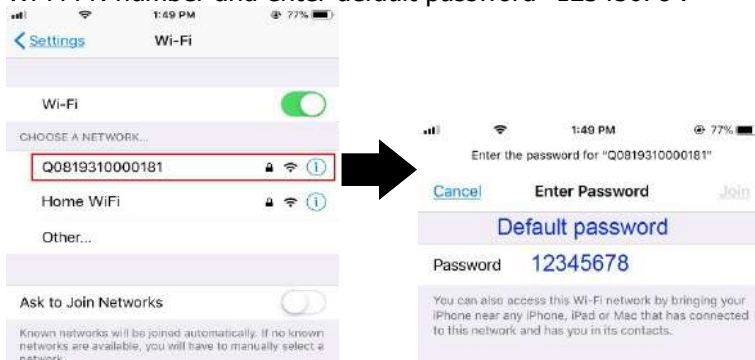 1:49 PM 77%
Settings Wi-Fi
Wi-Fi
CHOOSE A NETWORK...
Q0819310000181
Home WiFi
Other...
Ask to Join Networks
Known networks will be joined automatically. If no known
networks are available, you will have to manually select a
network.
1:49 PM 77%
Enter the password for "Q0819310000181"
Cancel Enter Password Join
Default password
Password 12345678
You can also access this Wi-Fi network by bringing your
iPhone near any iPhone, iPad or Mac that has connected
to this network and has you in its contacts.